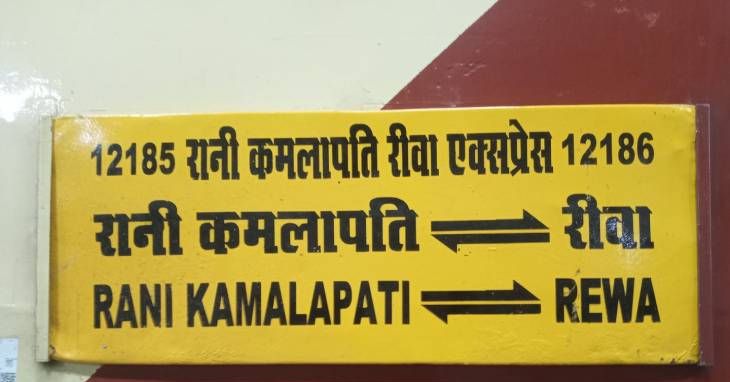 12185 रानी कमलापति रीवा एक्सप्रेस 12186
रानी कमलापति ⇌ रीवा
RANI KAMALAPATI ⇌ REWA